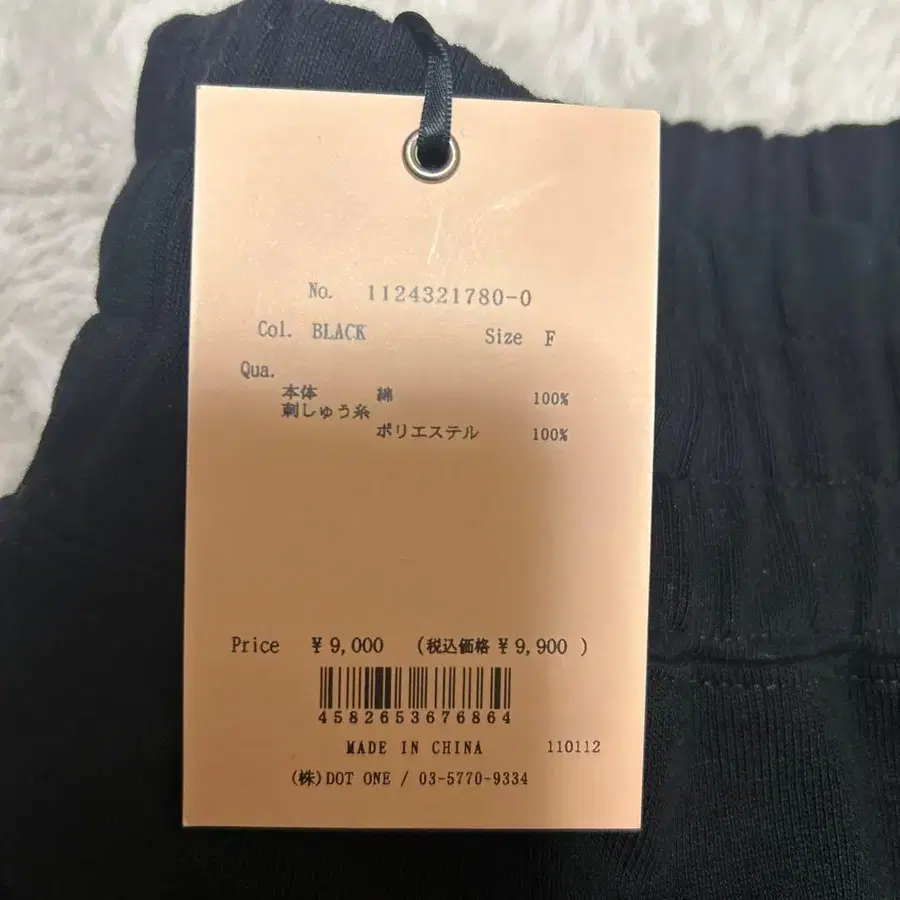 No. 1124321780-0
Col. BLACK Size F
Qua.
本体 綿 100%
刺しゅう糸
ポリエステル 100%
Price ¥9,000 (税込価格¥9,900 )
4582653676864
MADE IN CHINA 110112
(株)DOT ONE / 03-5770-9334